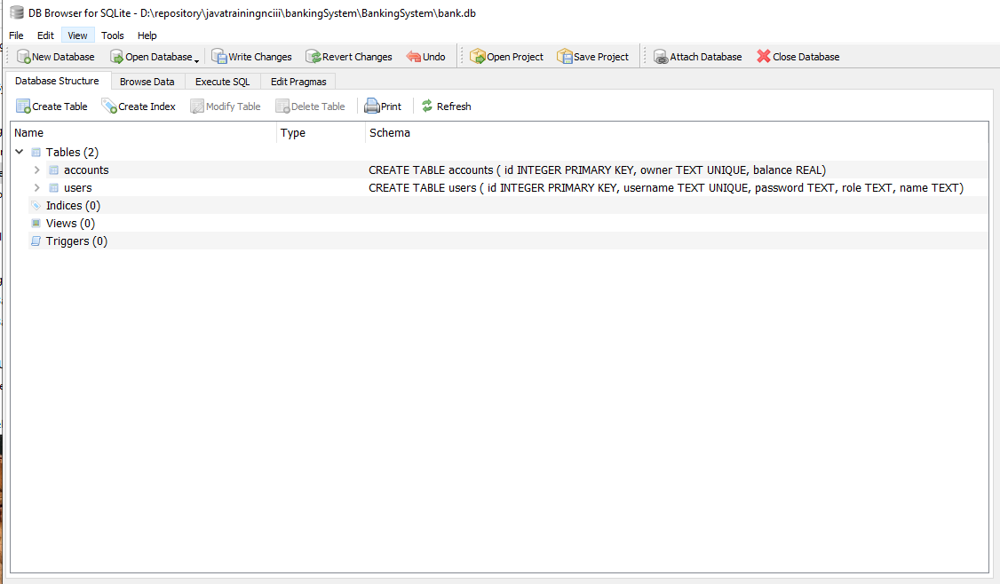 DB Browser for SQLite - D:\repository\javatrainingnciii\bankingSystem\BankingSystem\bank.db
File Edit View Tools Help
New Database Open Database Write Changes Revert Changes Undo Open Project Save Project Attach Database Close Database
Database Structure Browse Data Execute SQL Edit Pragmas
Create Table Create Index Modify Table Delete Table Print Refresh
Name Type Schema
Tables (2)
accounts CREATE TABLE accounts ( id INTEGER PRIMARY KEY, owner TEXT UNIQUE, balance REAL)
users CREATE TABLE users ( id INTEGER PRIMARY KEY, username TEXT UNIQUE, password TEXT, role TEXT, name TEXT)
Indices (0)
Views (0)
Triggers (0)